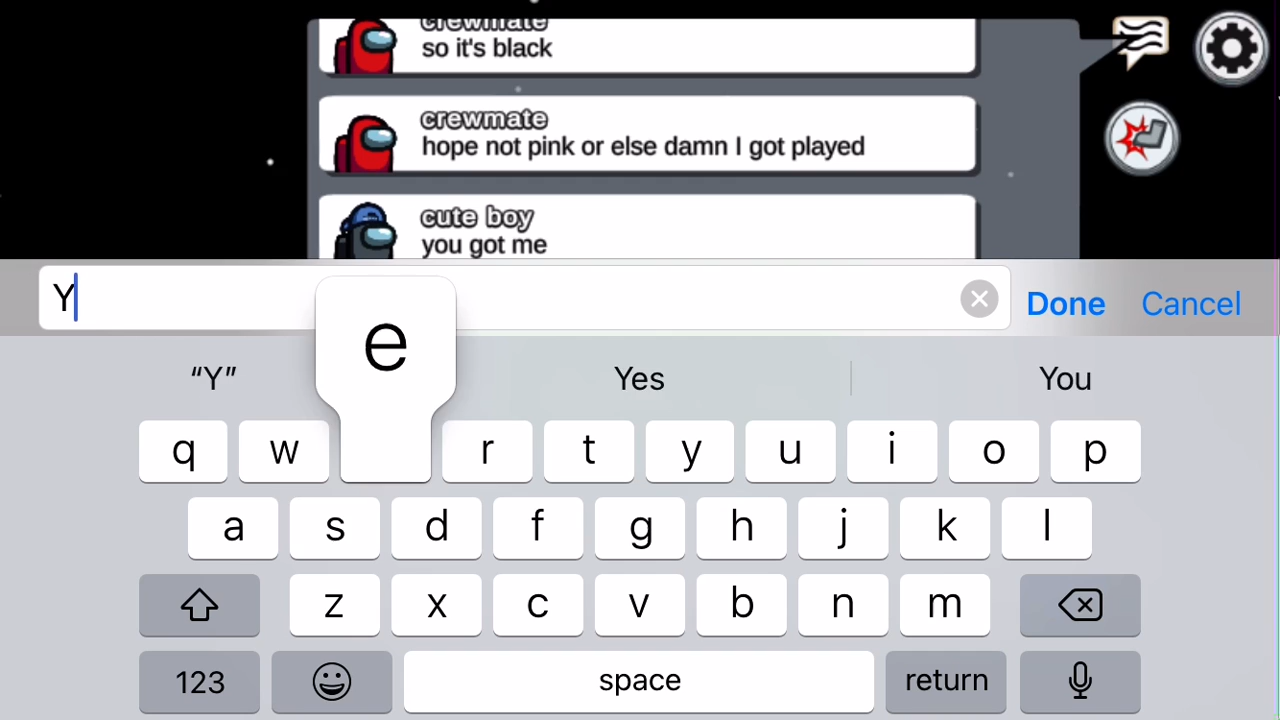 crewmate
so it's black
crewmate
hope not pink or else damn I got played
cute boy
you got me
Y
Done
Cancel
e
“Y”
Yes
You
q w r t y u i o p
a s d f g h j k l
z x c v b n m
123
space
return